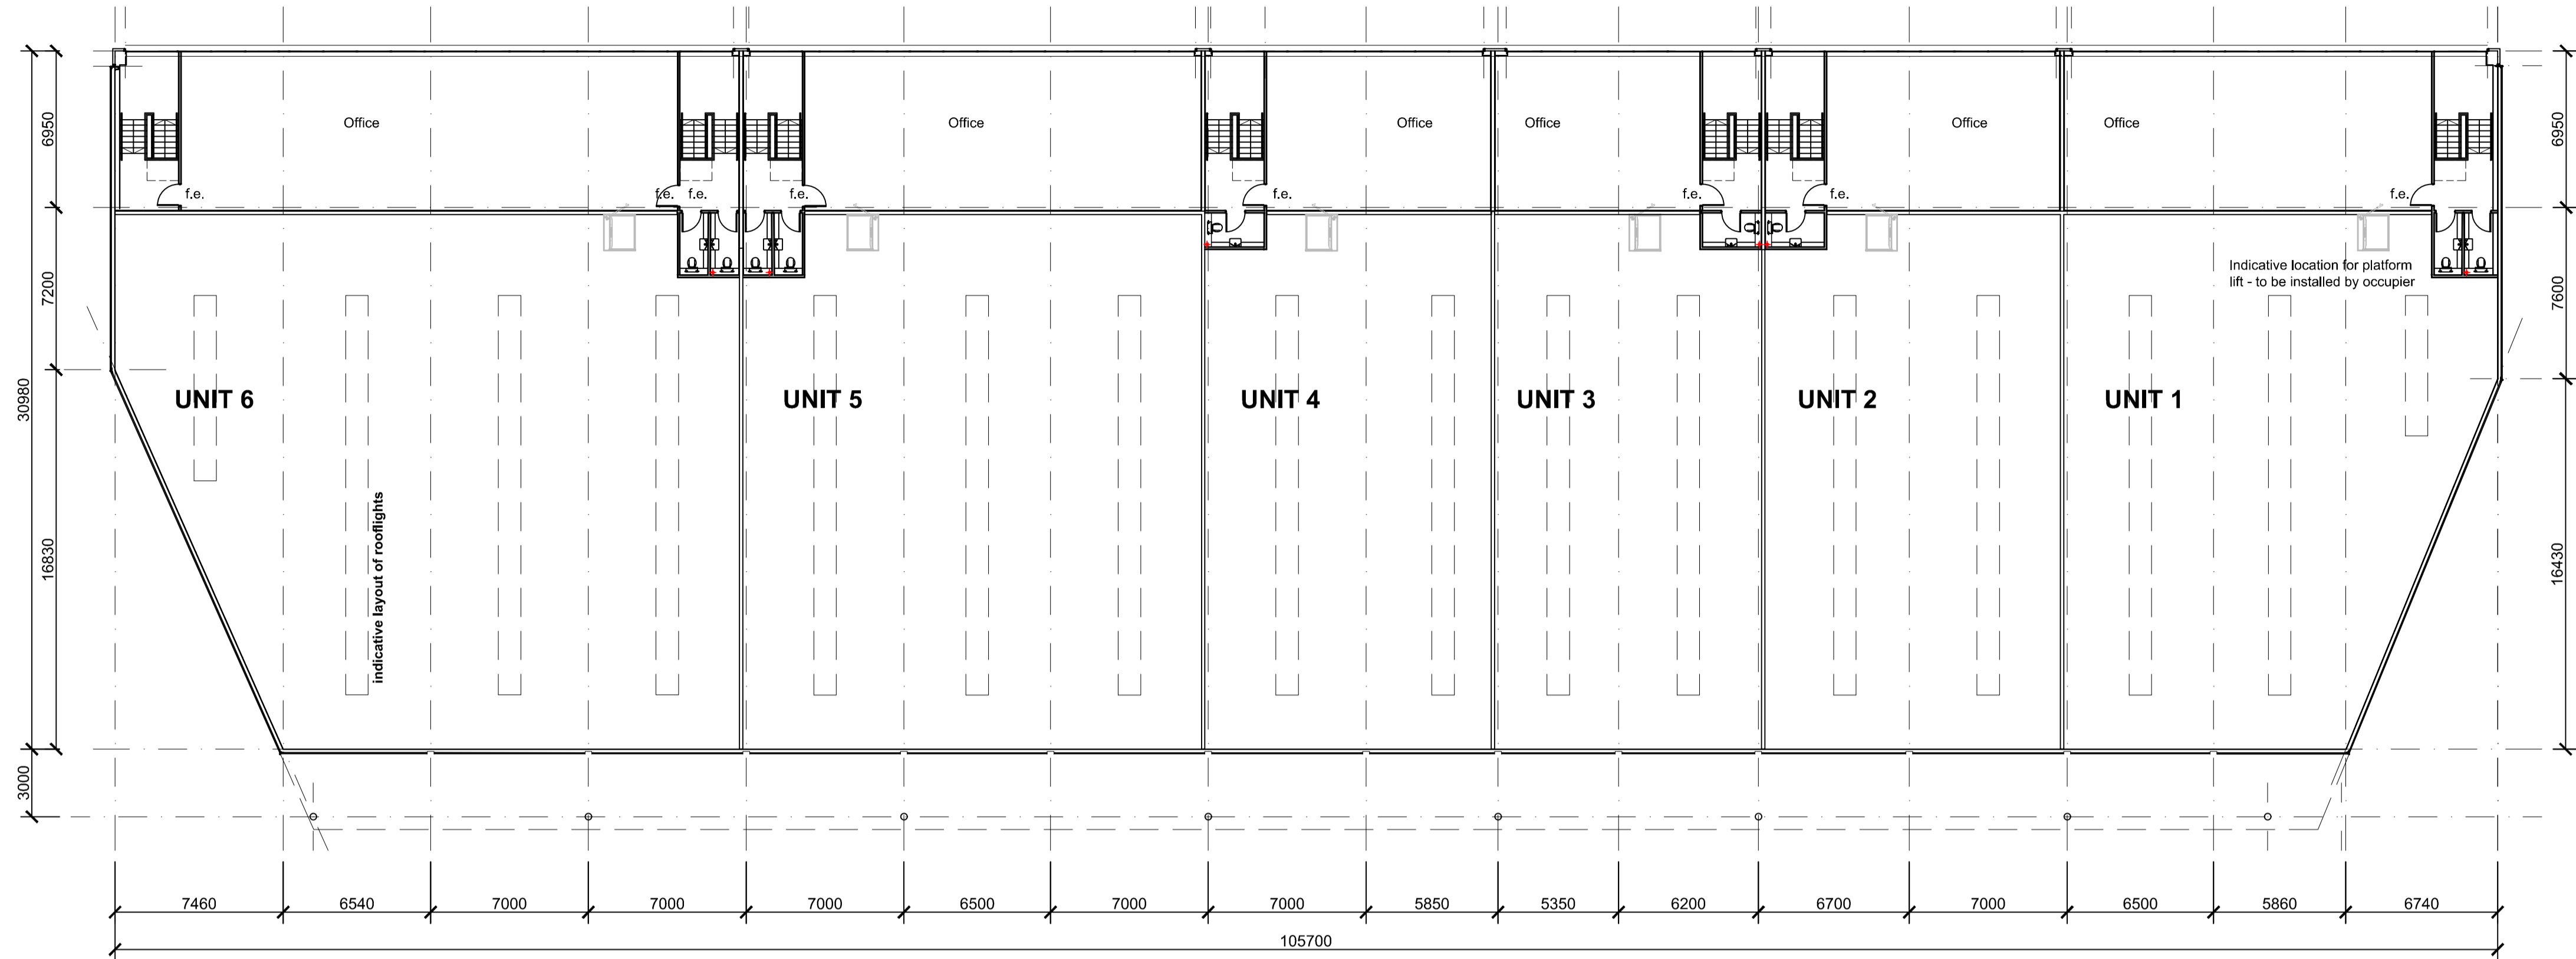 Office
Office
Office
Office
Office
Office
6950
6950
f.e.
f.e.
f.e.
f.e.
f.e.
f.e.
f.e.
f.e.
Indicative location for platform
lift - to be installed by occupier
7200
7600
30980
UNIT 6
UNIT 5
UNIT 4
UNIT 3
UNIT 2
UNIT 1
indicative layout of rooflights
16830
16430
3000
7460
6540
7000
7000
7000
6500
7000
7000
5850
5350
6200
6700
7000
6500
5860
6740
105700